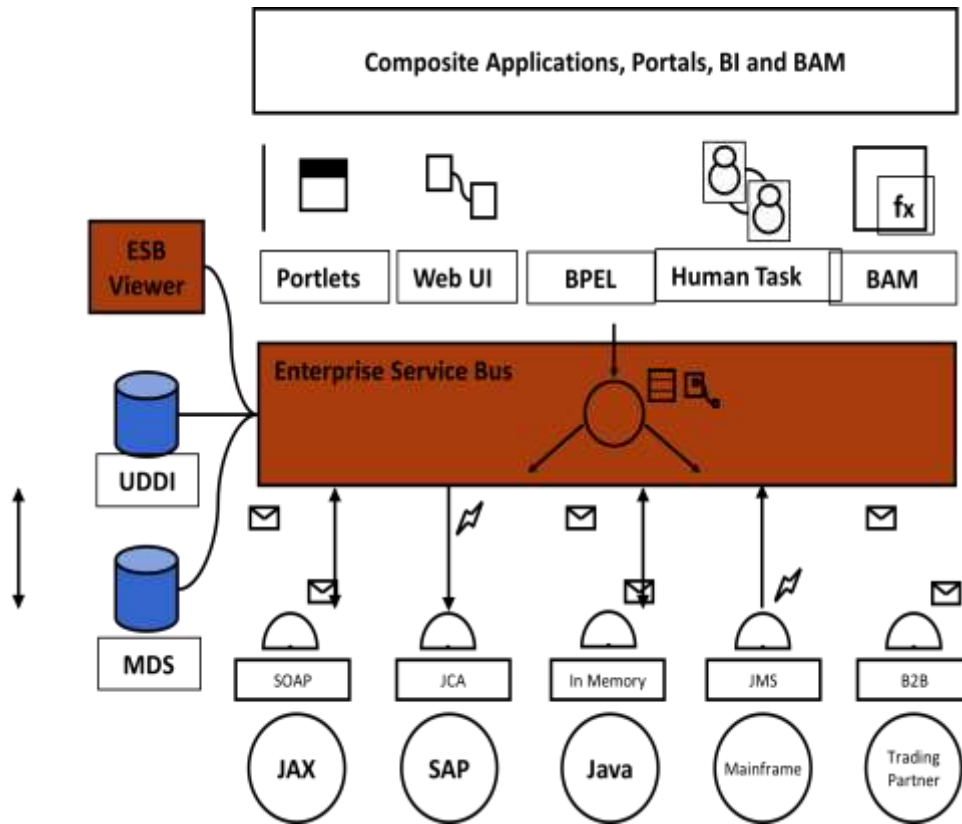 Composite Applications, Portals, BI and BAM
fx
ESB
Viewer
Portlets
Web UI
BPEL
Human Task
BAM
Enterprise Service Bus
UDDI
MDS
SOAP
JCA
In Memory
JMS
B2B
JAX
SAP
Java
Mainframe
Trading
Partner